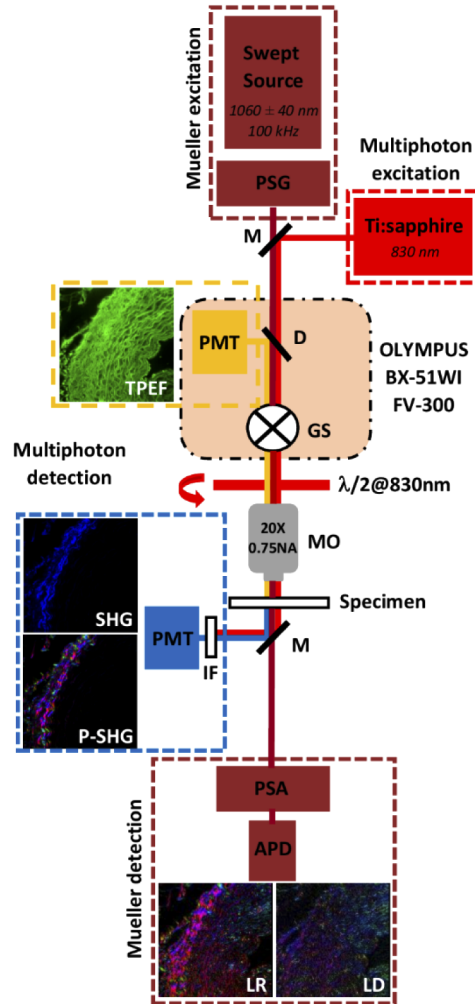 Mueller excitation
Swept
Source
1060 ± 40 nm
100 kHz
PSG
Multiphoton
excitation
Ti:sapphire
830 nm
M
TPEF
PMT
D
GS
OLYMPUS
BX-51WI
FV-300
Multiphoton
detection
λ/2@830nm
20X
0.75NA
MO
SHG
P-SHG
PMT
IF
Specimen
M
Mueller detection
PSA
APD
LR
LD